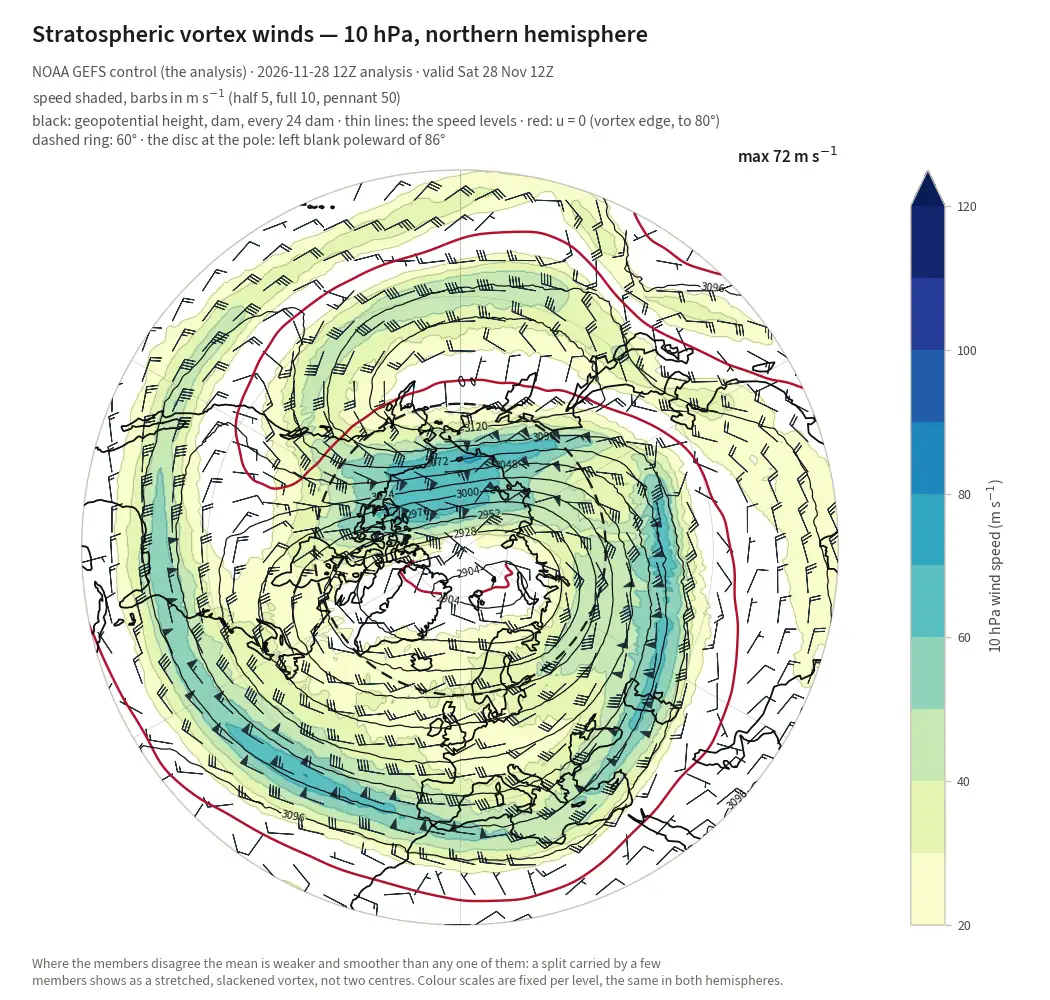 Stratospheric vortex winds — 10 hPa, northern hemisphere
NOAA GEFS control (the analysis) · 2026-11-28 12Z analysis · valid Sat 28 Nov 12Z
speed shaded, barbs in m s⁻¹ (half 5, full 10, pennant 50)
black: geopotential height, dam, every 24 dam · thin lines: the speed levels · red: u = 0 (vortex edge, to 80°)
dashed ring: 60° · the disc at the pole: left blank poleward of 86°
max 72 m s⁻¹
120
100
80
60
40
20
10 hPa wind speed (m s⁻¹)
3096
3120
3048
3000
2952
2928
2904
2904
3096
3096
Where the members disagree the mean is weaker and smoother than any one of them: a split carried by a few
members shows as a stretched, slackened vortex, not two centres. Colour scales are fixed per level, the same in both hemispheres.